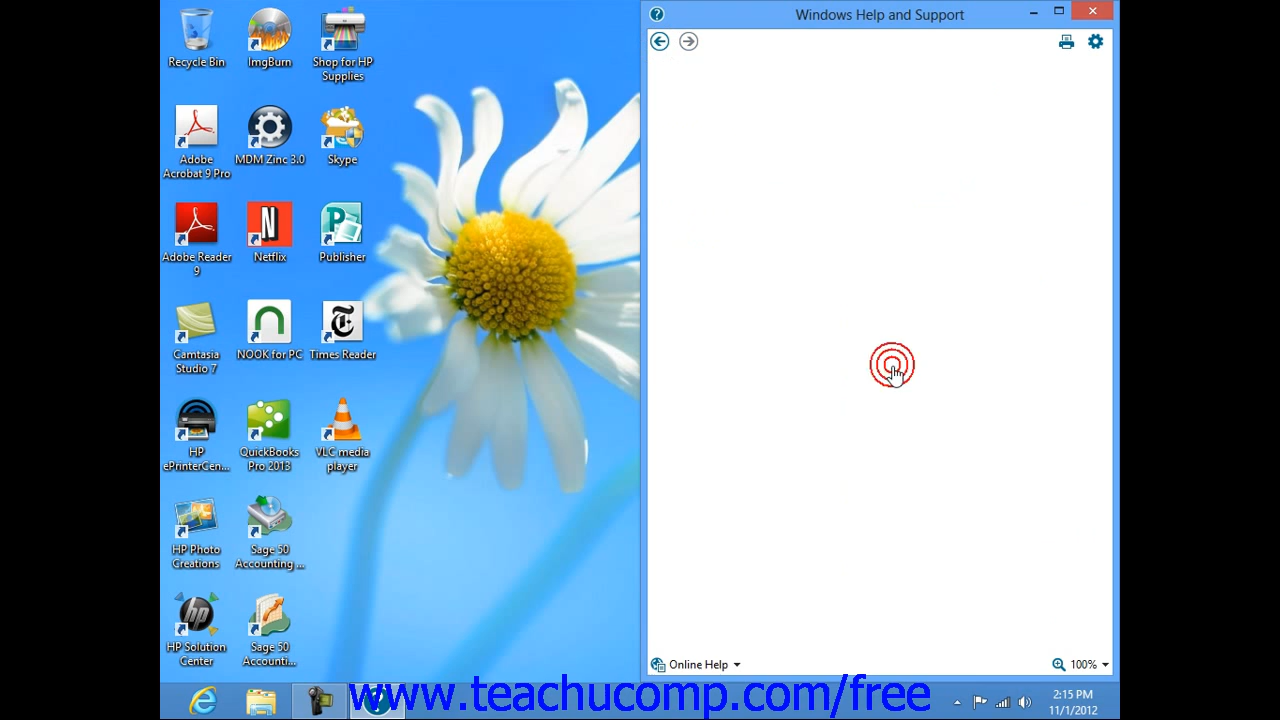 Windows Help and Support
Recycle Bin
ImgBurn
Shop for HP
Supplies
Adobe
Acrobat 9 Pro
MDM Zinc 3.0
Skype
Adobe Reader
9
Netflix
Publisher
Camtasia
Studio 7
NOOK for PC
Times Reader
HP
ePrinterCen...
QuickBooks
Pro 2013
VLC media
player
HP Photo
Creations
Sage 50
Accounting ...
HP Solution
Center
Sage 50
Accounti...
Online Help
100%
www.teachucomp.com/free
2:15 PM
11/1/2012